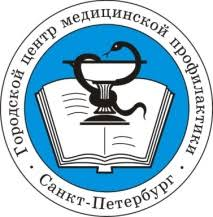 Городской центр медицинской профилактики
Санкт-Петербург